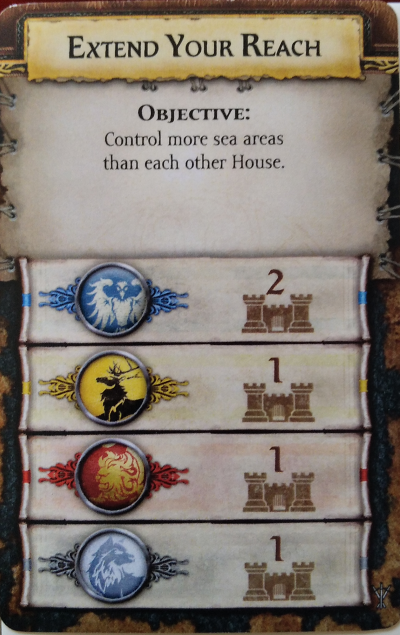 EXTEND YOUR REACH
OBJECTIVE:
Control more sea areas
than each other House.
2
1
1
1